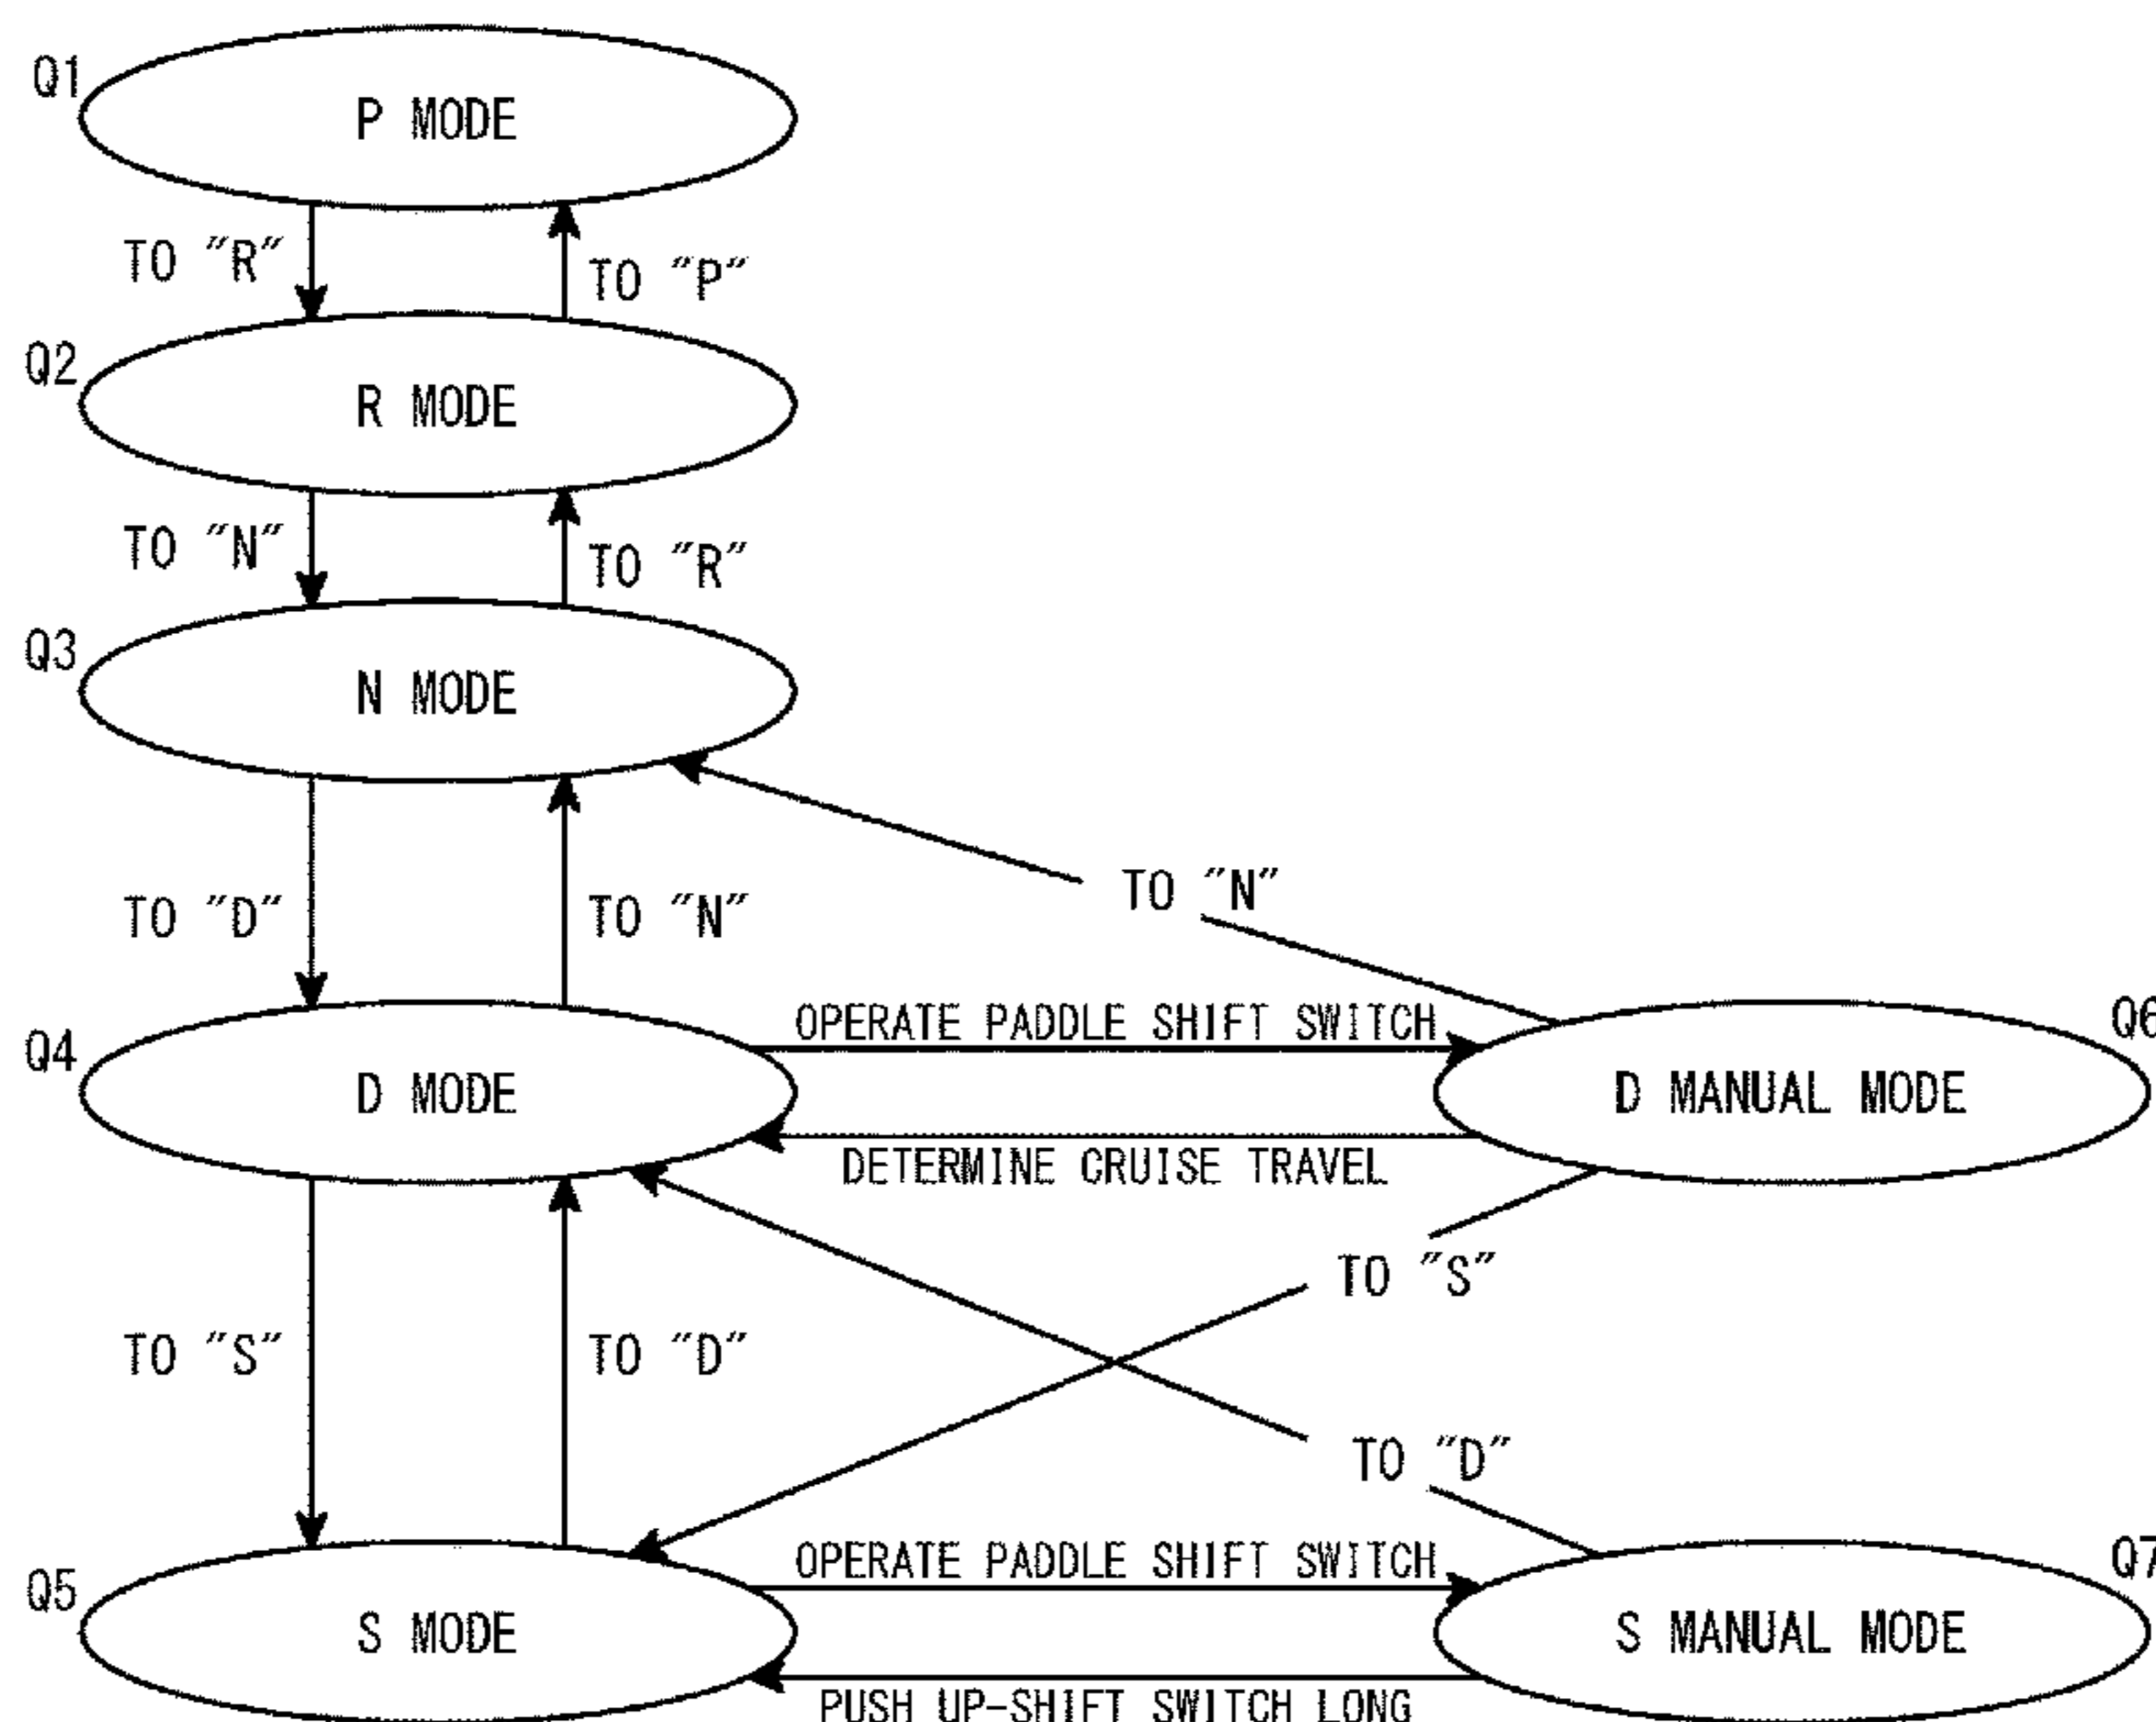 Q1
P MODE
TO "R"
TO "P"
Q2
R MODE
TO "N"
TO "R"
Q3
N MODE
TO "D"
TO "N"
TO "N"
Q4
D MODE
OPERATE PADDLE SHIFT SWITCH
DETERMINE CRUISE TRAVEL
Q6
D MANUAL MODE
TO "S"
TO "D"
TO "S"
TO "D"
Q5
S MODE
OPERATE PADDLE SHIFT SWITCH
PUSH UP-SHIFT SWITCH LONG
Q7
S MANUAL MODE